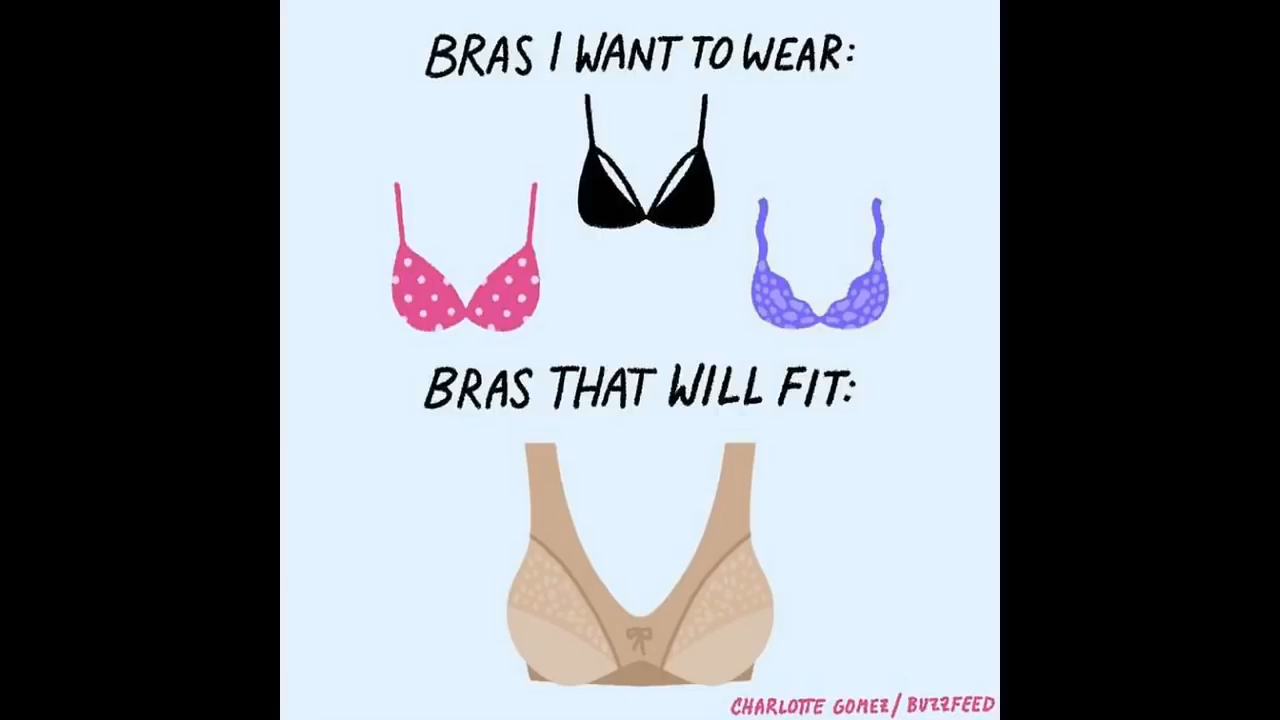 BRAS I WANT TO WEAR:
BRAS THAT WILL FIT:
CHARLOTTE GOMEZ/ BUZZFEED